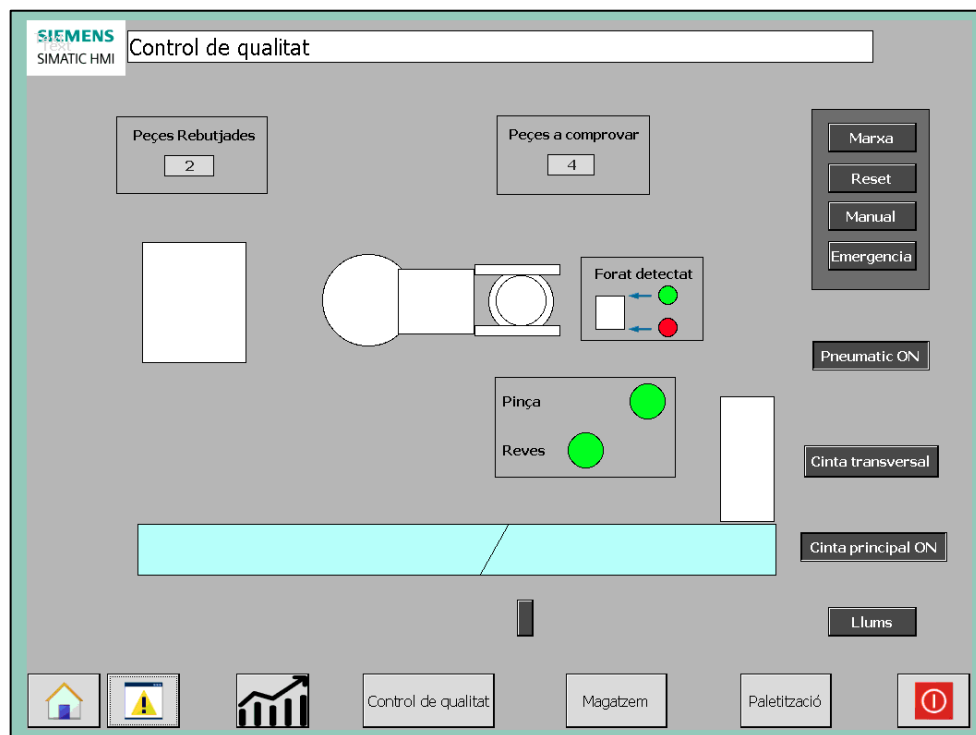 SIEMENS
Text
SIMATIC HMI
Control de qualitat
Peçes Rebutjades
2
Peçes a comprovar
4
Marxa
Reset
Manual
Emergencia
Forat detectat
Pneumatic ON
Pinça
Reves
Cinta transversal
Cinta principal ON
Llums
Control de qualitat
Magatzem
Paletització